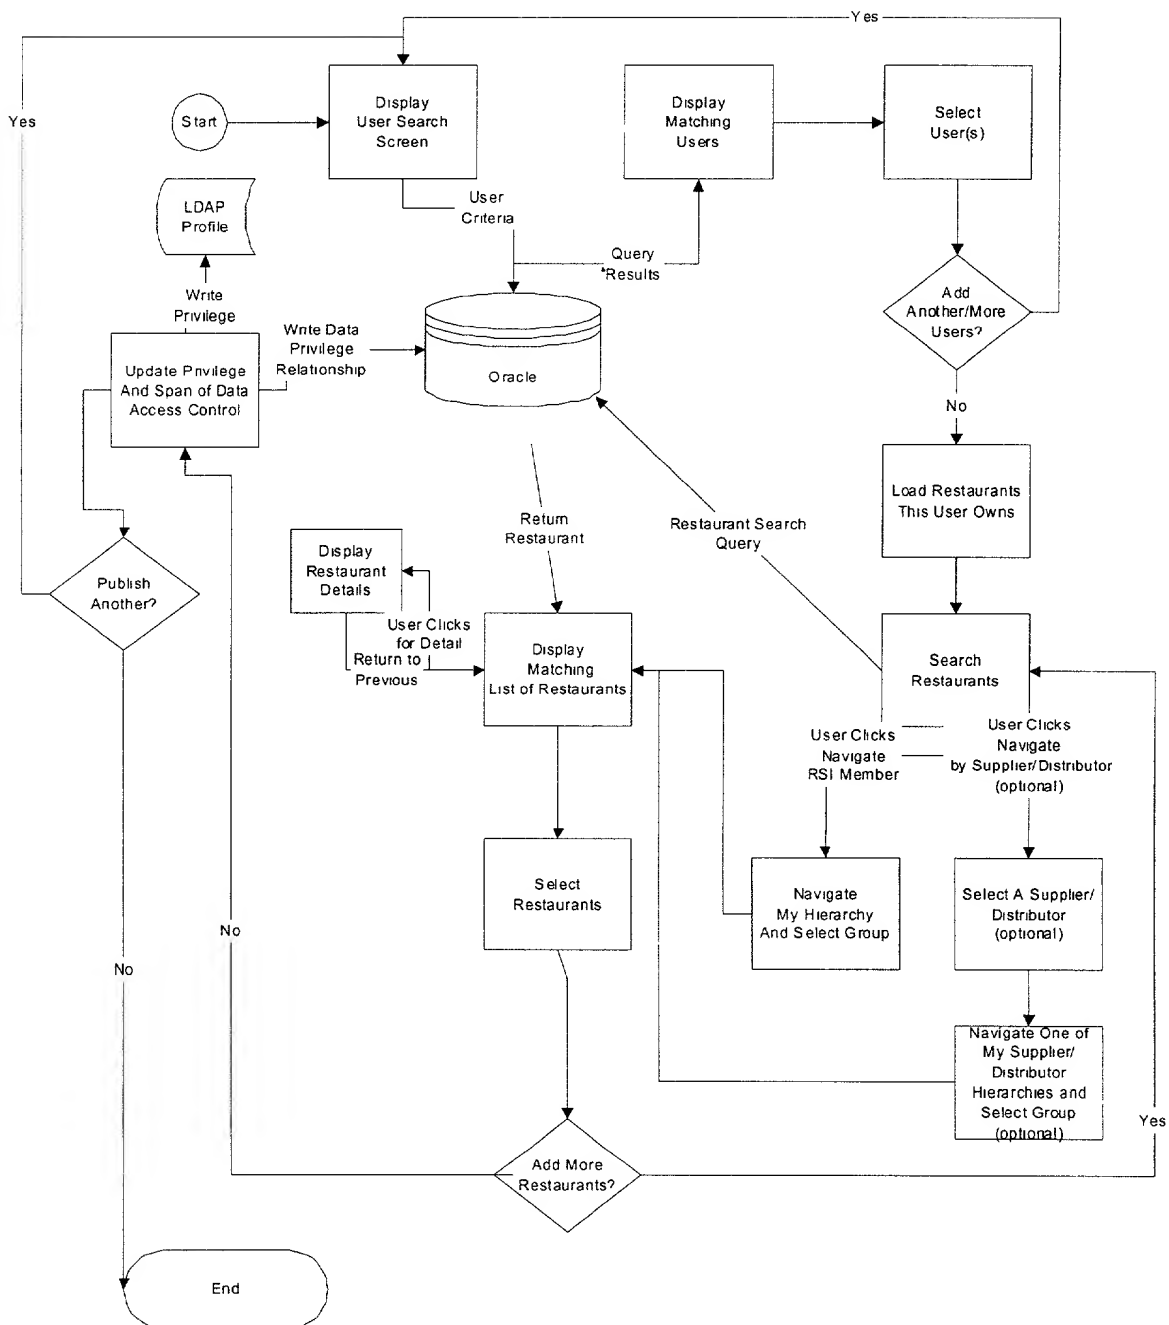 Yes
Yes
Start
Display
User Search
Screen
Display
Matching
Users
Select
User(s)
LDAP
Profile
User
Criteria
Query
Results
Write
Privilege
Write Data
Privilege
Relationship
Add
Another/More
Users?
Update Privilege
And Span of Data
Access Control
Oracle
No
Load Restaurants
This User Owns
Return
Restaurant
Restaurant Search
Query
Display
Restaurant
Details
Publish
Another?
User Clicks
for Detail
Return to
Previous
Display
Matching
List of Restaurants
Search
Restaurants
User Clicks
Navigate
RSI Member
User Clicks
Navigate
by Supplier/Distributor
(optional)
Select
Restaurants
Navigate
My Hierarchy
And Select Group
Select A Supplier/
Distributor
(optional)
No
No
Navigate One of
My Supplier/
Distributor
Hierarchies and
Select Group
(optional)
Yes
Add More
Restaurants?
End